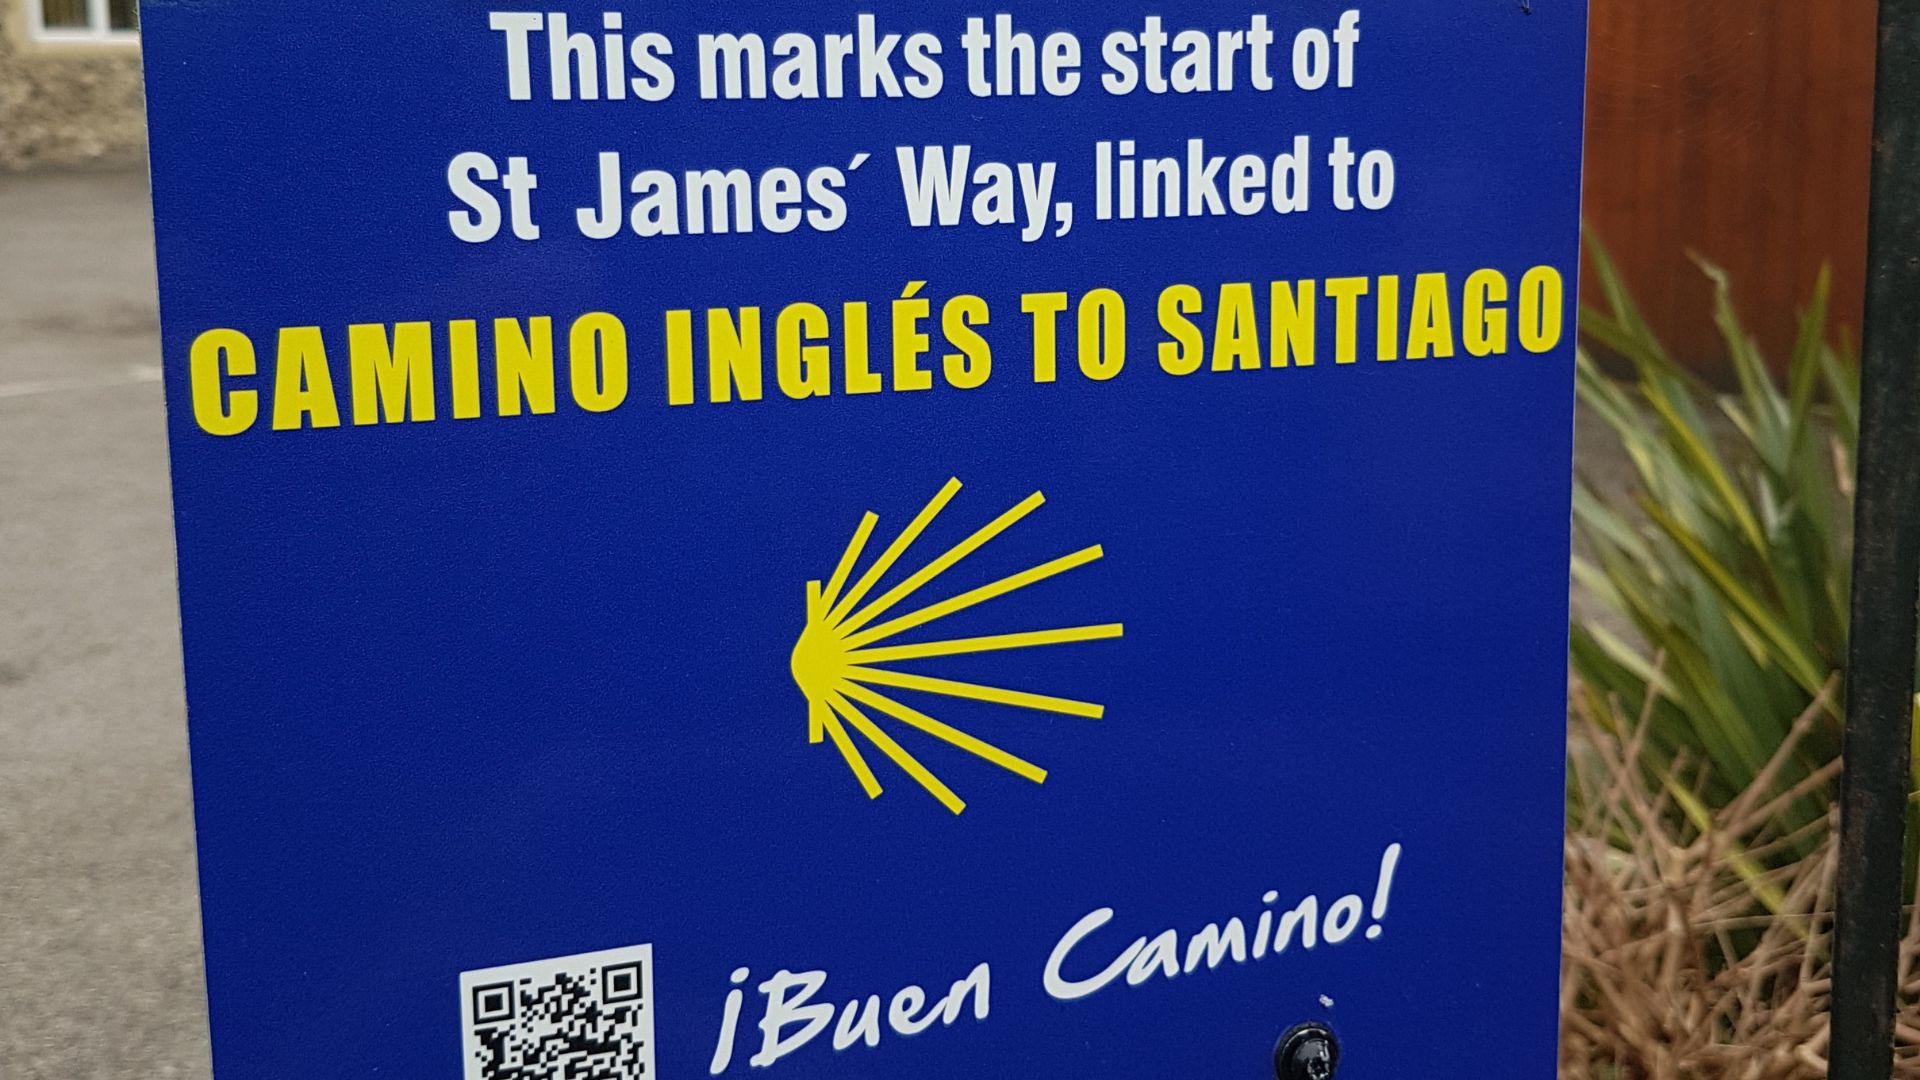 This marks the start of
St James´ Way, linked to
CAMINO INGLÉS TO SANTIAGO
¡Buen Camino!